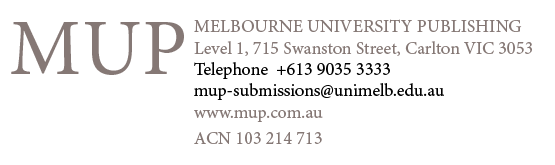 MUP
MELBOURNE UNIVERSITY PUBLISHING
Level 1, 715 Swanston Street, Carlton VIC 3053
Telephone +613 9035 3333
mup-submissions@unimelb.edu.au
www.mup.com.au
ACN 103 214 713